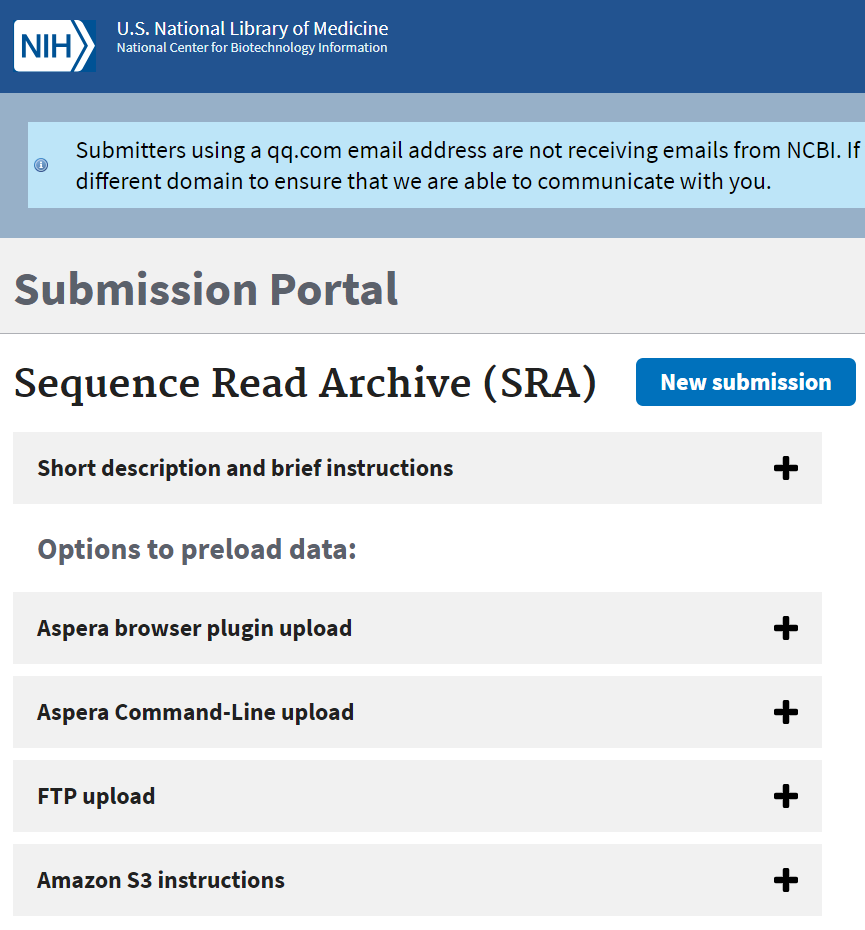 NIH
U.S. National Library of Medicine
National Center for Biotechnology Information
Submitters using a qq.com email address are not receiving emails from NCBI. If
different domain to ensure that we are able to communicate with you.
Submission Portal
Sequence Read Archive (SRA)
New submission
Short description and brief instructions
Options to preload data:
Aspera browser plugin upload
Aspera Command-Line upload
FTP upload
Amazon S3 instructions